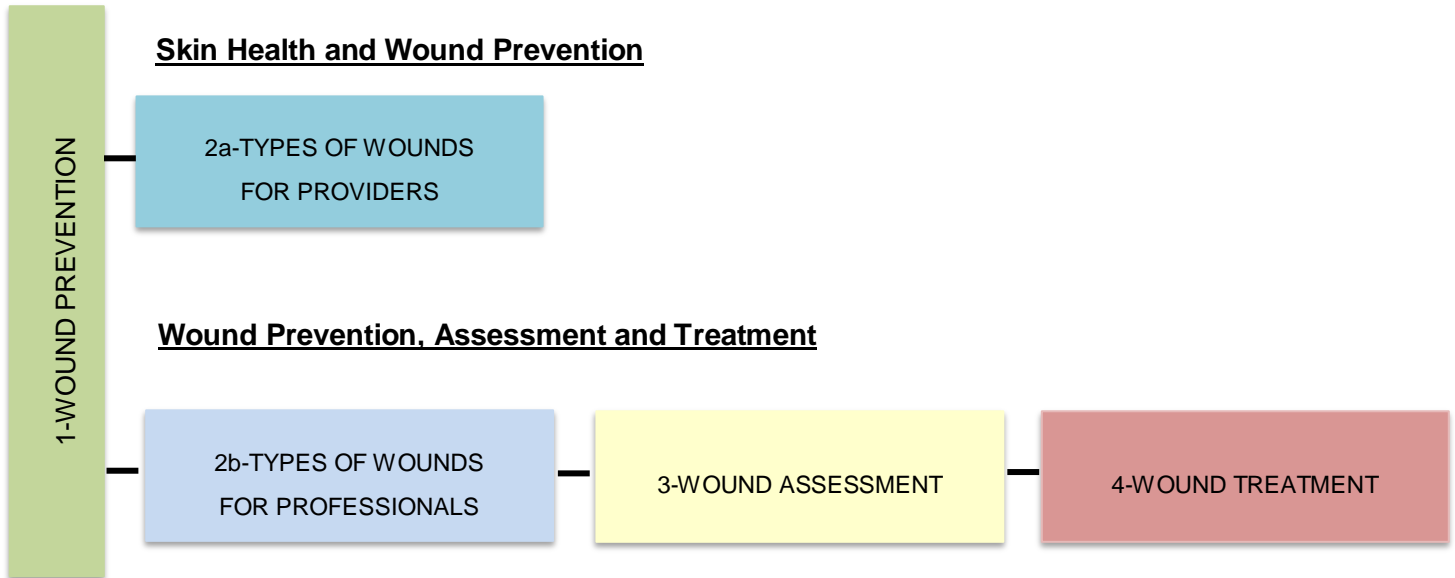 1-WOUND PREVENTION
Skin Health and Wound Prevention
2a-TYPES OF WOUNDS
FOR PROVIDERS
Wound Prevention, Assessment and Treatment
2b-TYPES OF WOUNDS
FOR PROFESSIONALS
3-WOUND ASSESSMENT
4-WOUND TREATMENT